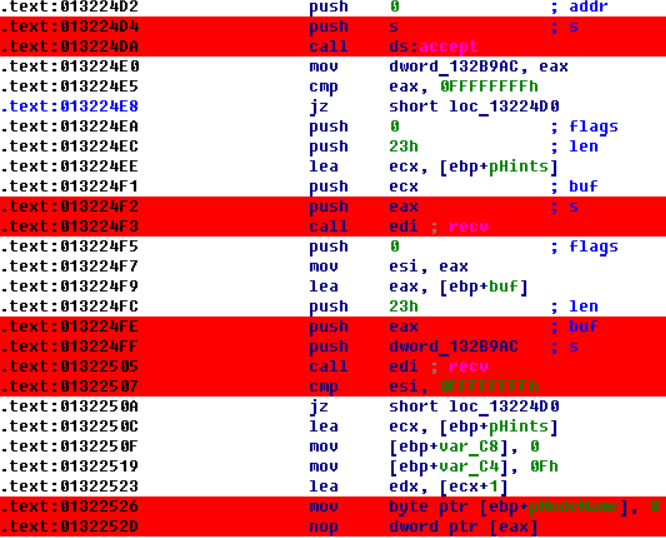 .text:013224D2 push 0 ; addr
.text:013224D4 push s ; s
.text:013224DA call ds:accept
.text:013224E0 mov dword_132B9AC, eax
.text:013224E5 cmp eax, 0FFFFFFFFh
.text:013224E8 jz short loc_13224D0
.text:013224EA push 0 ; flags
.text:013224EC push 23h ; len
.text:013224EE lea ecx, [ebp+pHints]
.text:013224F1 push ecx ; buf
.text:013224F2 push eax ; s
.text:013224F3 call edi ; recv
.text:013224F5 push 0 ; flags
.text:013224F7 mov esi, eax
.text:013224F9 lea eax, [ebp+buf]
.text:013224FC push 23h ; len
.text:013224FE push eax ; buf
.text:013224FF push dword_132B9AC ; s
.text:01322505 call edi ; recv
.text:01322507 cmp esi, 0FFFFFFFFh
.text:0132250A jz short loc_13224D0
.text:0132250C lea ecx, [ebp+pHints]
.text:0132250F mov [ebp+var_C8], 0
.text:01322519 mov [ebp+var_C4], 0Fh
.text:01322523 lea edx, [ecx+1]
.text:01322526 mov byte ptr [ebp+pNodeName], 0
.text:0132252D nop dword ptr [eax]